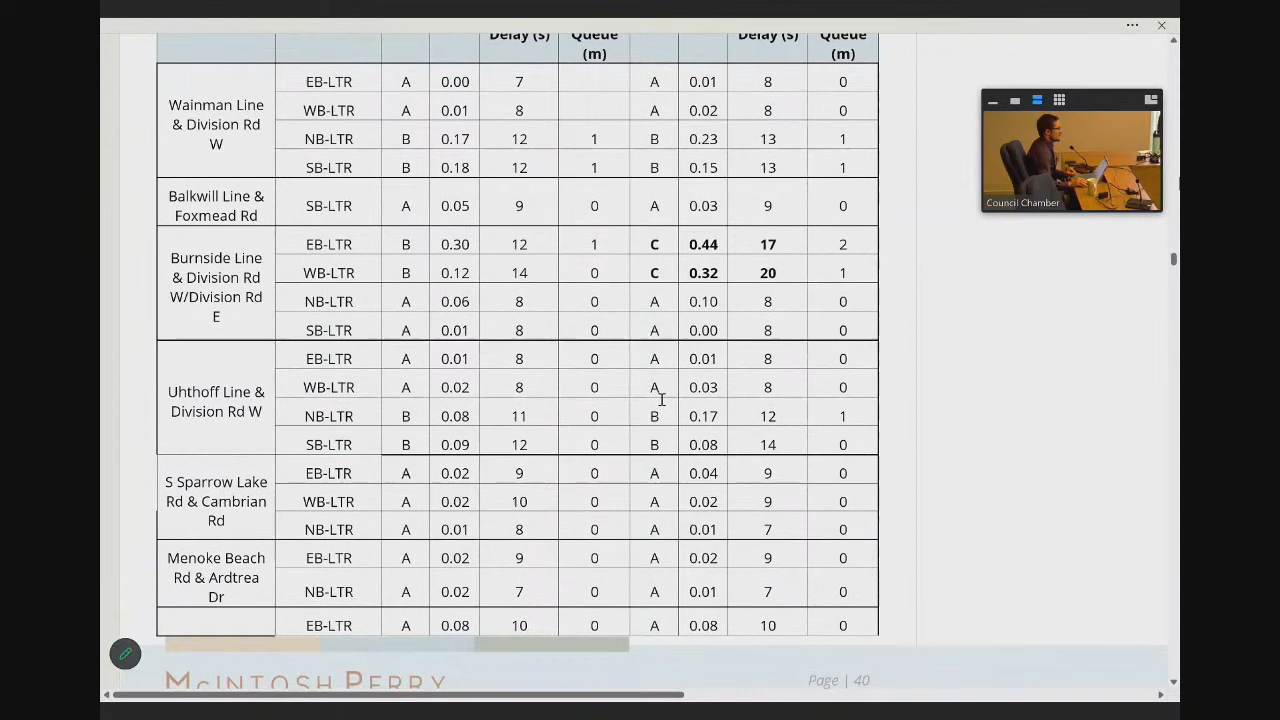 Delay (s) Queue (m) Delay (s) Queue (m)
Wainman Line & Division Rd W
EB-LTR A 0.00 7 A 0.01 8 0
WB-LTR A 0.01 8 A 0.02 8 0
NB-LTR B 0.17 12 1 B 0.23 13 1
SB-LTR B 0.18 12 1 B 0.15 13 1
Balkwill Line & Foxmead Rd
SB-LTR A 0.05 9 0 A 0.03 9 0
Burnside Line & Division Rd W/Division Rd E
EB-LTR B 0.30 12 1 C 0.44 17 2
WB-LTR B 0.12 14 0 C 0.32 20 1
NB-LTR A 0.06 8 0 A 0.10 8 0
SB-LTR A 0.01 8 0 A 0.00 8 0
Uhthoff Line & Division Rd W
EB-LTR A 0.01 8 0 A 0.01 8 0
WB-LTR A 0.02 8 0 A 0.03 8 0
NB-LTR B 0.08 11 0 B 0.17 12 1
SB-LTR B 0.09 12 0 B 0.08 14 0
S Sparrow Lake Rd & Cambrian Rd
EB-LTR A 0.02 9 0 A 0.04 9 0
WB-LTR A 0.02 10 0 A 0.02 9 0
NB-LTR A 0.01 8 0 A 0.01 7 0
Menoke Beach Rd & Ardtrea Dr
EB-LTR A 0.02 9 0 A 0.02 9 0
NB-LTR A 0.02 7 0 A 0.01 7 0
EB-LTR A 0.08 10 0 A 0.08 10 0
McINTOSH PERRY
Page | 40
Council Chamber